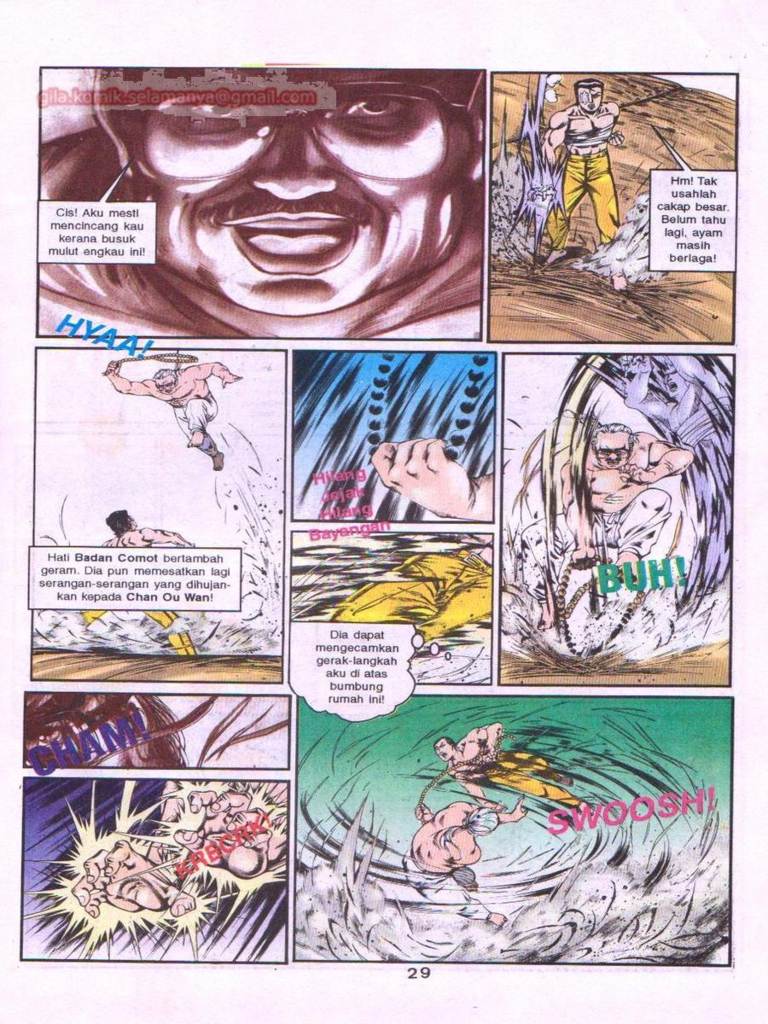 gila.komik.selamanya@gmail.com
Cis! Aku mesti
mencincang kau
kerana busuk
mulut engkau ini!
Hm! Tak
usahlah
cakap besar.
Belum tahu
lagi, ayam
masih
berlaga!
HYAA!
Hati Badan Comot bertambah
geram. Dia pun memesatkan lagi
serangan-serangan yang dihujan-
kan kepada Chan Ou Wan!
Hilang
Jejak
Hilang
Bayangan
Dia dapat
mengecamkan
gerak-langkah
aku di atas
bumbung
rumah ini!
BUH!
CHAM!
KRBORK!
SWOOSH!
29